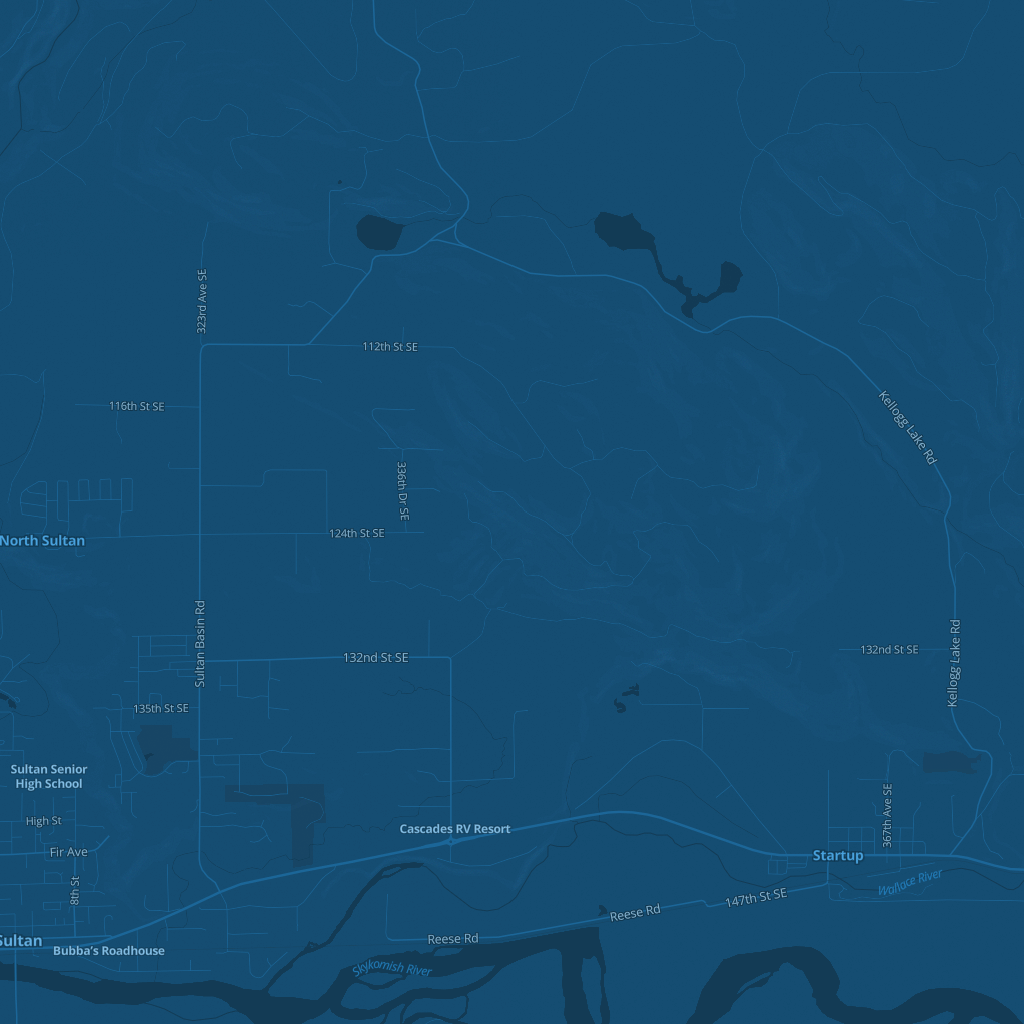 323rd Ave SE
112th St SE
116th St SE
Kellogg Lake Rd
336th Dr SE
124th St SE
North Sultan
Sultan Basin Rd
132nd St SE
132nd St SE
Kellogg Lake Rd
135th St SE
Sultan Senior
High School
High St
367th Ave SE
Cascades RV Resort
Fir Ave
Startup
8th St
Wallace River
147th St SE
Reese Rd
Reese Rd
Sultan
Bubba's Roadhouse
Skykomish River